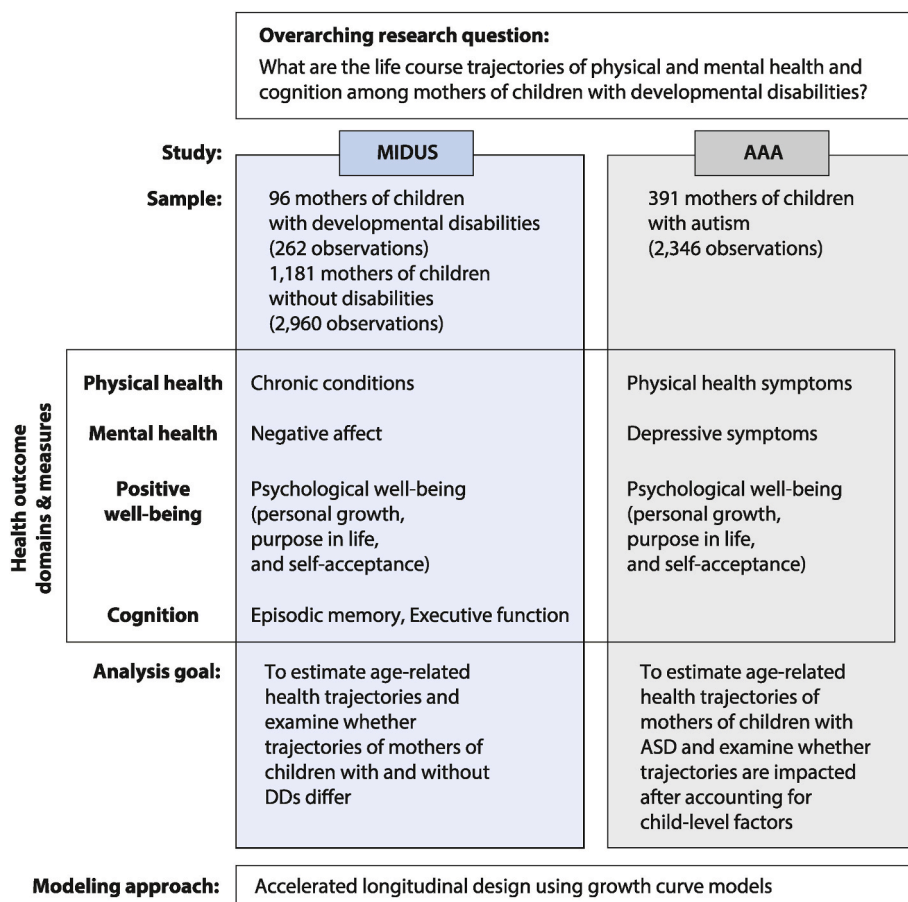 Overarching research question:
What are the life course trajectories of physical and mental health and
cognition among mothers of children with developmental disabilities?
Study:
MIDUS
AAA
Sample:
96 mothers of children
with developmental disabilities
(262 observations)
1,181 mothers of children
without disabilities
(2,960 observations)
391 mothers of children
with autism
(2,346 observations)
Health outcome
domains & measures
Physical health
Chronic conditions
Physical health symptoms
Mental health
Negative affect
Depressive symptoms
Positive
well-being
Psychological well-being
(personal growth,
purpose in life,
and self-acceptance)
Psychological well-being
(personal growth,
purpose in life,
and self-acceptance)
Cognition
Episodic memory, Executive function
Analysis goal:
To estimate age-related
health trajectories and
examine whether
trajectories of mothers of
children with and without
DDs differ
To estimate age-related
health trajectories of
mothers of children with
ASD and examine whether
trajectories are impacted
after accounting for
child-level factors
Modeling approach:
Accelerated longitudinal design using growth curve models